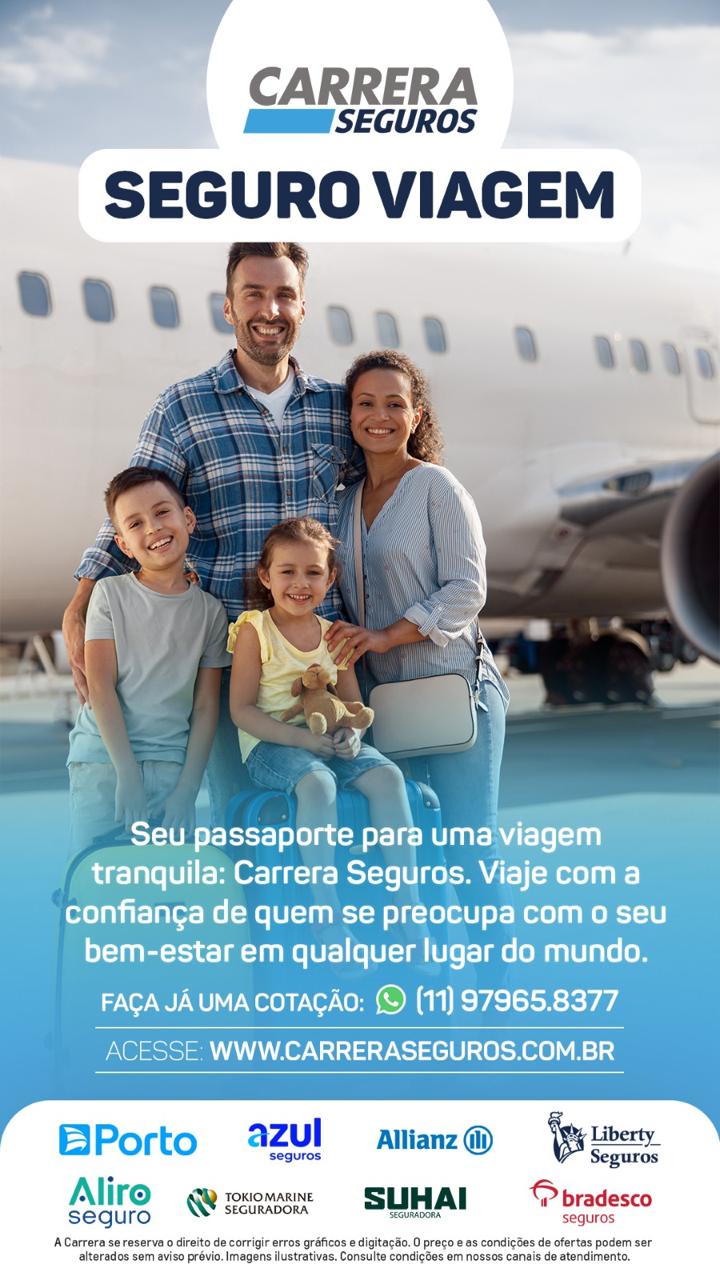 CARRERA
SEGUROS
SEGURO VIAGEM
Seu passaporte para uma viagem
tranquila: Carrera Seguros. Viaje com a
confiança de quem se preocupa com o seu
bem-estar em qualquer lugar do mundo.
FAÇA JÁ UMA COTAÇÃO: (11) 97965.8377
ACESSE: WWW.CARRERASEGUROS.COM.BR
Porto
azul
seguros
Allianz
Liberty
Seguros
Aliro
seguro
TOKIO MARINE
SEGURADORA
SUHAI
SEGURADORA
bradesco
seguros
A Carrera se reserva o direito de corrigir erros gráficos e digitação. O preço e as condições de ofertas podem ser
alterados sem aviso prévio. Imagens ilustrativas. Consulte condições em nossos canais de atendimento.